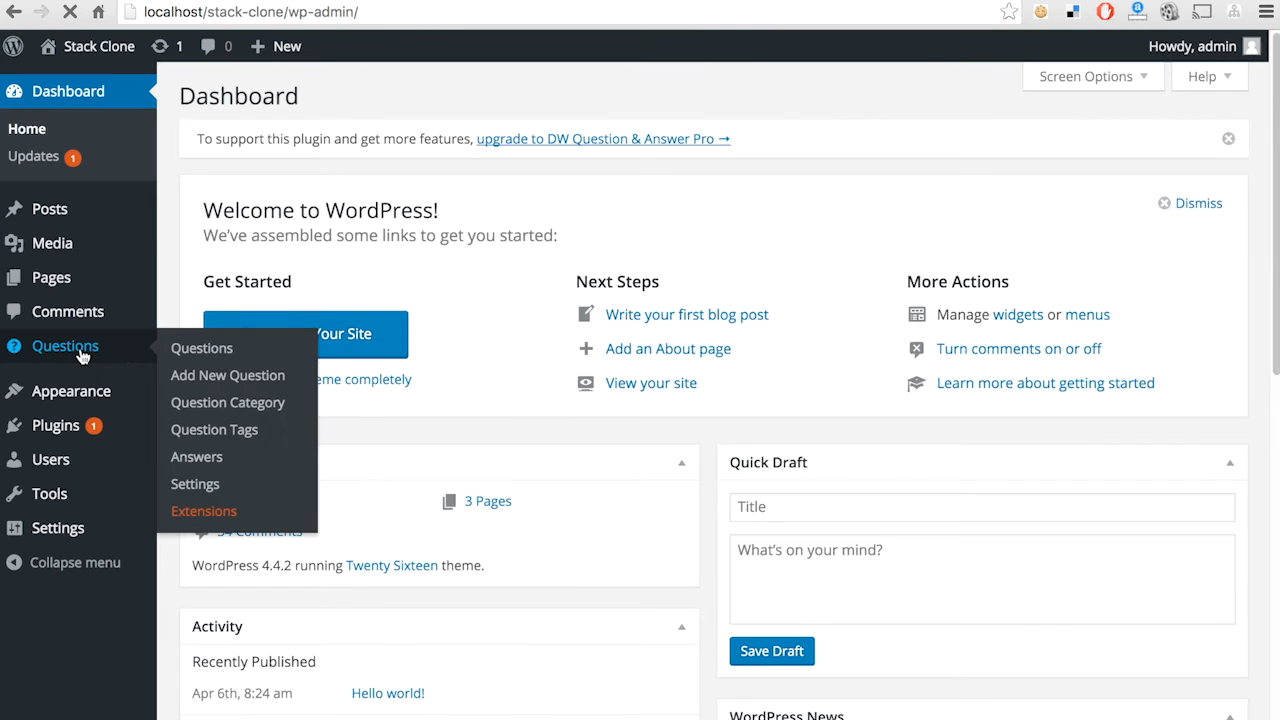 localhost/stack-clone/wp-admin/
Stack Clone 1 0 New Howdy, admin
Dashboard
Home
Updates 1
Posts
Media
Pages
Comments
Questions
Appearance
Plugins 1
Users
Tools
Settings
Collapse menu
Questions
Add New Question
Question Category
Question Tags
Answers
Settings
Extensions
Screen Options Help
Dashboard
To support this plugin and get more features, upgrade to DW Question & Answer Pro →
Welcome to WordPress!
Dismiss
We've assembled some links to get you started:
Get Started
our Site
eme completely
Next Steps
Write your first blog post
Add an About page
View your site
More Actions
Manage widgets or menus
Turn comments on or off
Learn more about getting started
3 Pages
WordPress 4.4.2 running Twenty Sixteen theme.
Activity
Recently Published
Apr 6th, 8:24 am Hello world!
Quick Draft
Title
What's on your mind?
Save Draft
WordPress News